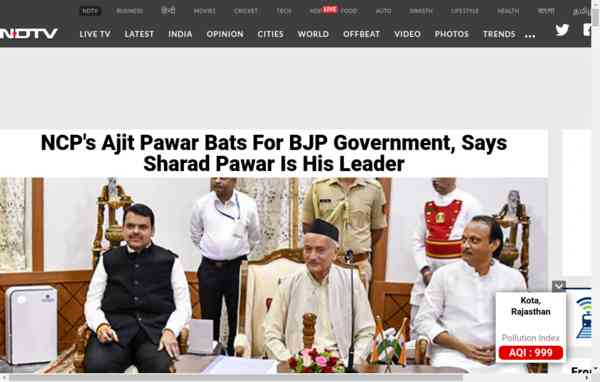 NDTV BUSINESS हिन्दी MOVIES CRICKET TECH HOP LIVE FOOD AUTO SWASTH LIFESTYLE HEALTH বাংলা தமிழ்
NDTV LIVE TV LATEST INDIA OPINION CITIES WORLD OFFBEAT VIDEO PHOTOS TRENDS ...
NCP's Ajit Pawar Bats For BJP Government, Says
Sharad Pawar Is His Leader
Kota,
Rajasthan
Pollution Index
AQI : 999